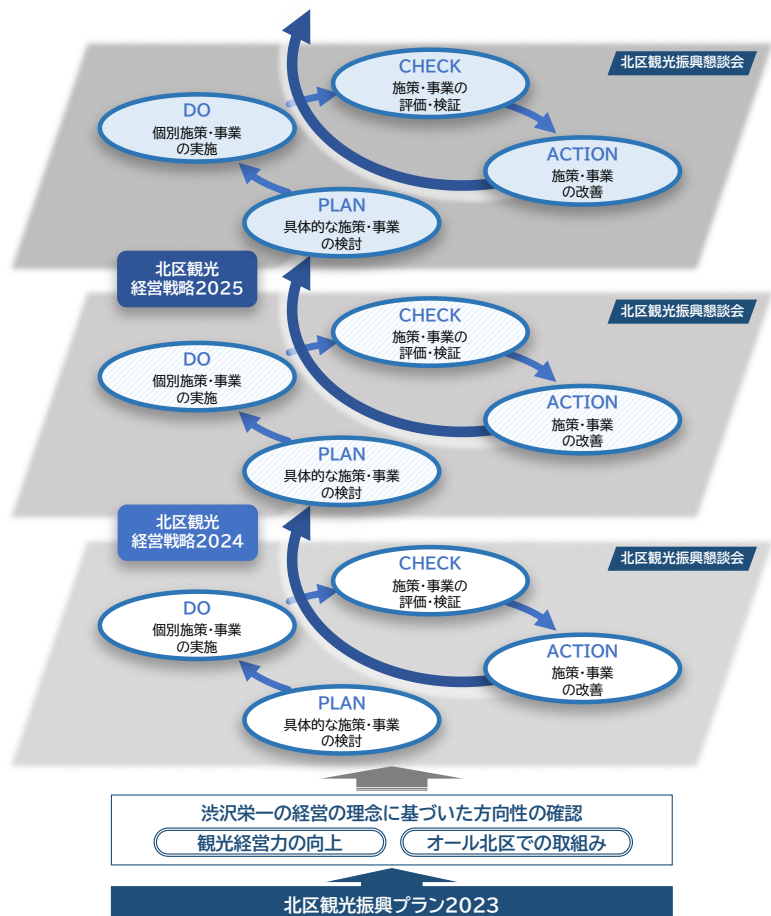 北区観光振興懇談会
CHECK
施策・事業の
評価・検証
DO
個別施策・事業
の実施
ACTION
施策・事業
の改善
PLAN
具体的な施策・事業
の検討
北区観光
経営戦略2025
北区観光振興懇談会
CHECK
施策・事業の
評価・検証
DO
個別施策・事業
の実施
ACTION
施策・事業
の改善
PLAN
具体的な施策・事業
の検討
北区観光
経営戦略2024
北区観光振興懇談会
CHECK
施策・事業の
評価・検証
DO
個別施策・事業
の実施
ACTION
施策・事業
の改善
PLAN
具体的な施策・事業
の検討
渋沢栄一の経営の理念に基づいた方向性の確認
観光経営力の向上
オール北区での取組み
北区観光振興プラン2023